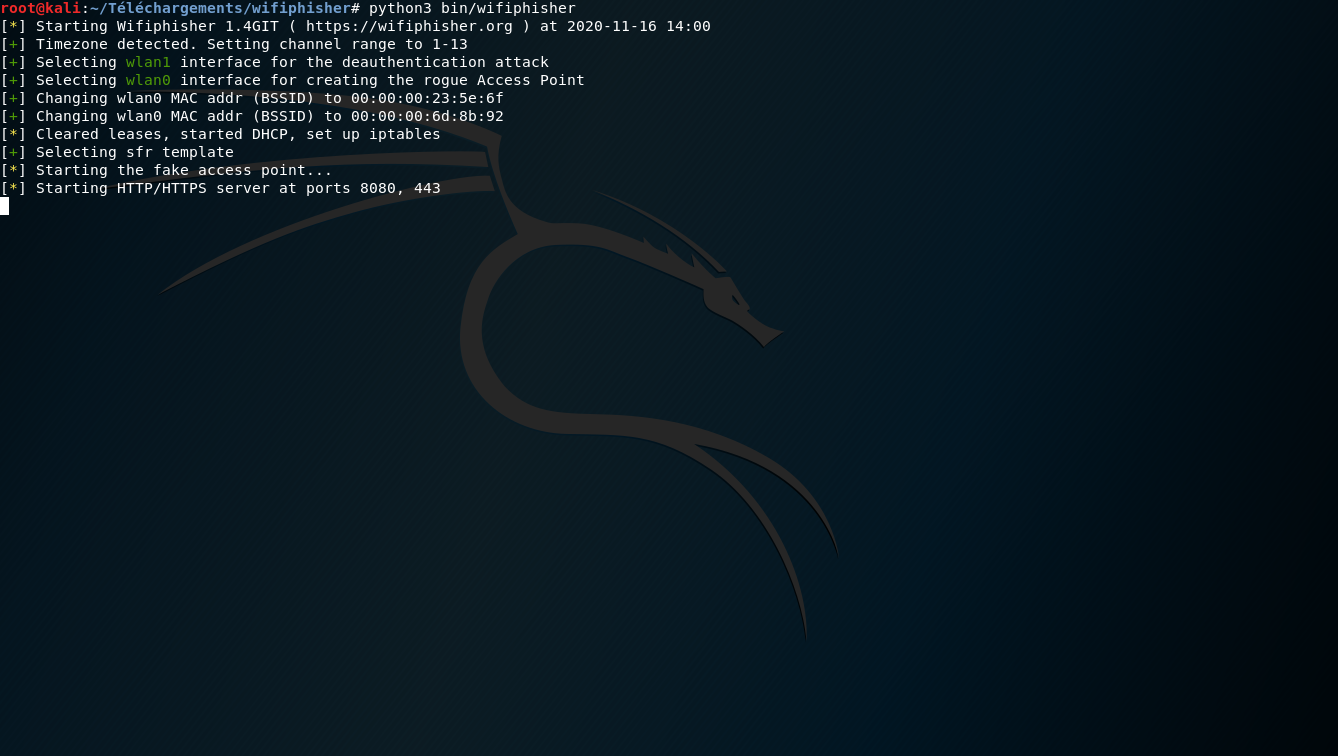 root@kali:~/Téléchargements/wifiphisher# python3 bin/wifiphisher
[*] Starting Wifiphisher 1.4GIT ( https://wifiphisher.org ) at 2020-11-16 14:00
[+] Timezone detected. Setting channel range to 1-13
[+] Selecting wlan1 interface for the deauthentication attack
[+] Selecting wlan0 interface for creating the rogue Access Point
[+] Changing wlan0 MAC addr (BSSID) to 00:00:00:23:5e:6f
[+] Changing wlan0 MAC addr (BSSID) to 00:00:00:6d:8b:92
[*] Cleared leases, started DHCP, set up iptables
[+] Selecting sfr template
[*] Starting the fake access point...
[*] Starting HTTP/HTTPS server at ports 8080, 443